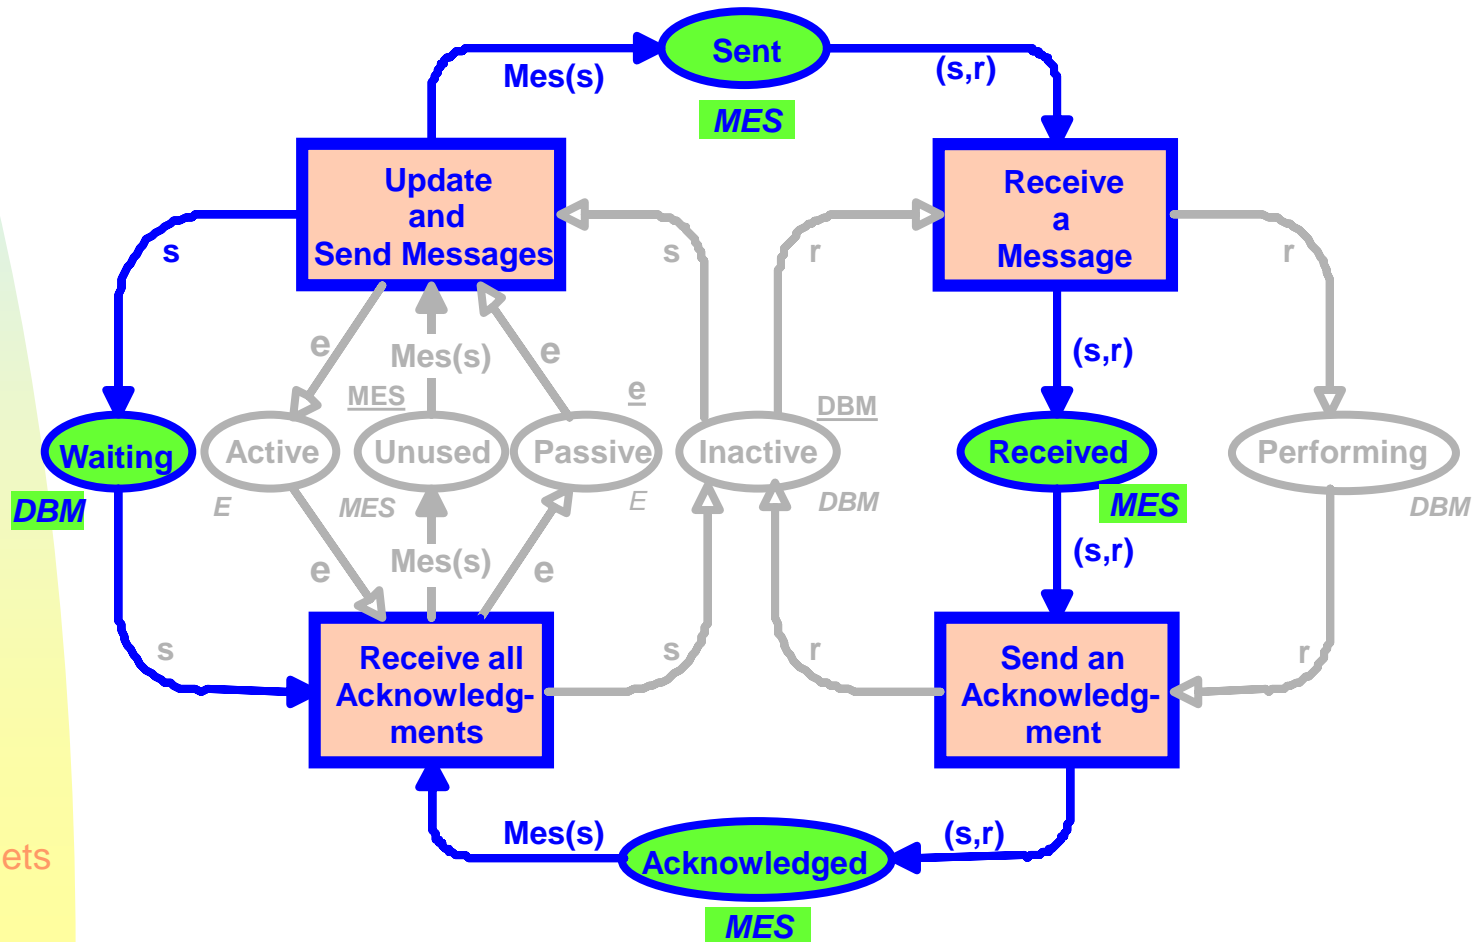 Sent
Mes(s)
(s,r)
MES
Update
and
Send Messages
Receive
a
Message
s
s
r
r
e
Mes(s)
e
(s,r)
MES
e
DBM
Waiting
Active
Unused
Passive
Inactive
Received
Performing
DBM
E
MES
E
DBM
MES
DBM
e
Mes(s)
e
(s,r)
s
s
r
r
Receive all
Acknowledg-
ments
Send an
Acknowledg-
ment
Mes(s)
(s,r)
Acknowledged
ets
MES